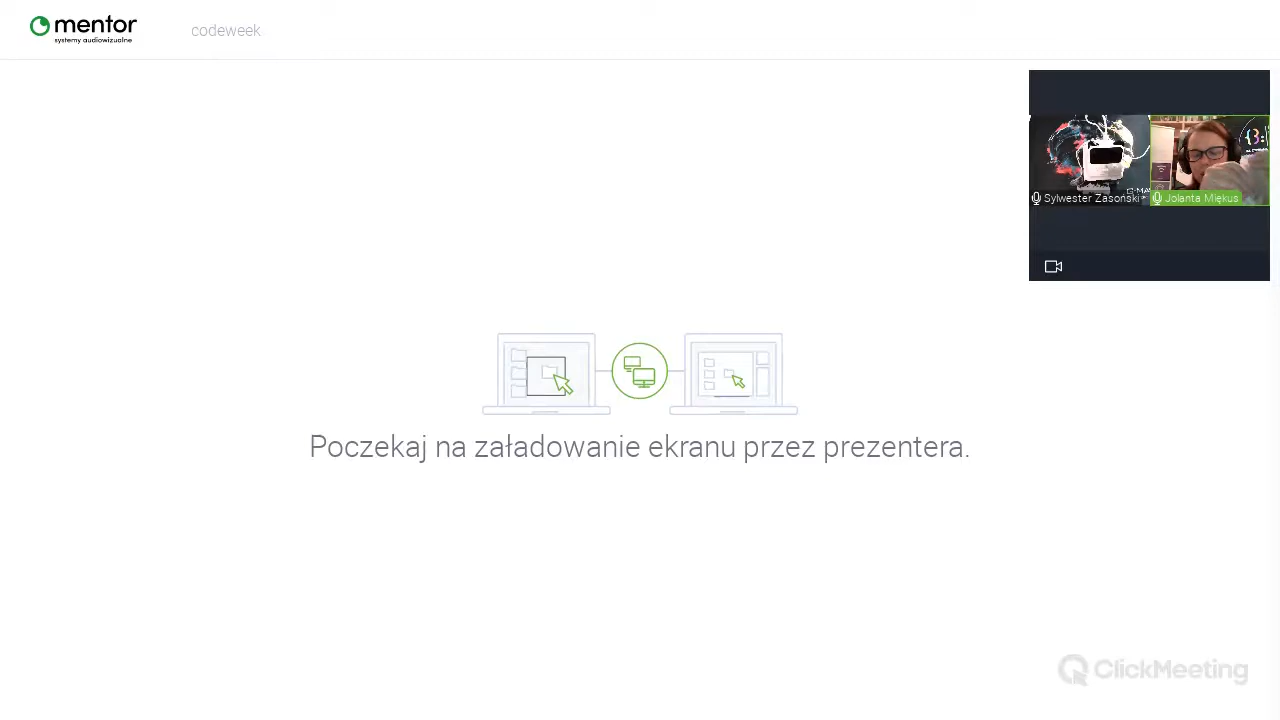 mentor
systemy audiowizualne
codeweek
Sylwester Zasoński
Jolanta Miękus
Poczekaj na załadowanie ekranu przez prezentera.
ClickMeeting